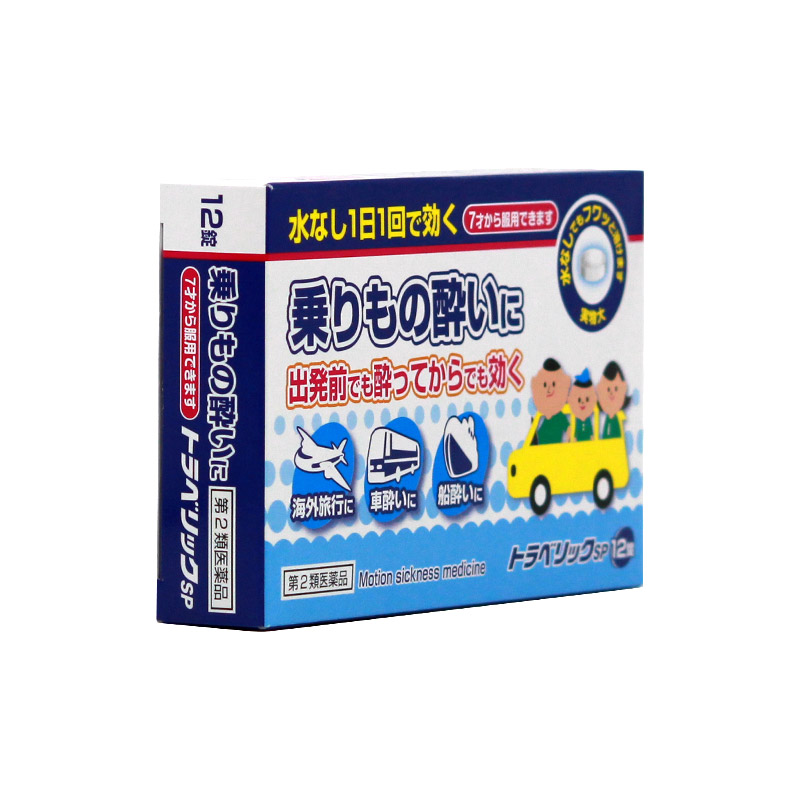 12錠
7才から服用できます
乗りもの酔いに
トラベリックSP
第2類医薬品
水なし1日1回で効く
7才から服用できます
水なしでもフワッと溶けます
実物大
乗りもの酔いに
出発前でも酔ってからでも効く
海外旅行に
車酔いに
船酔いに
第2類医薬品
Motion sickness medicine
トラベリックSP 12錠